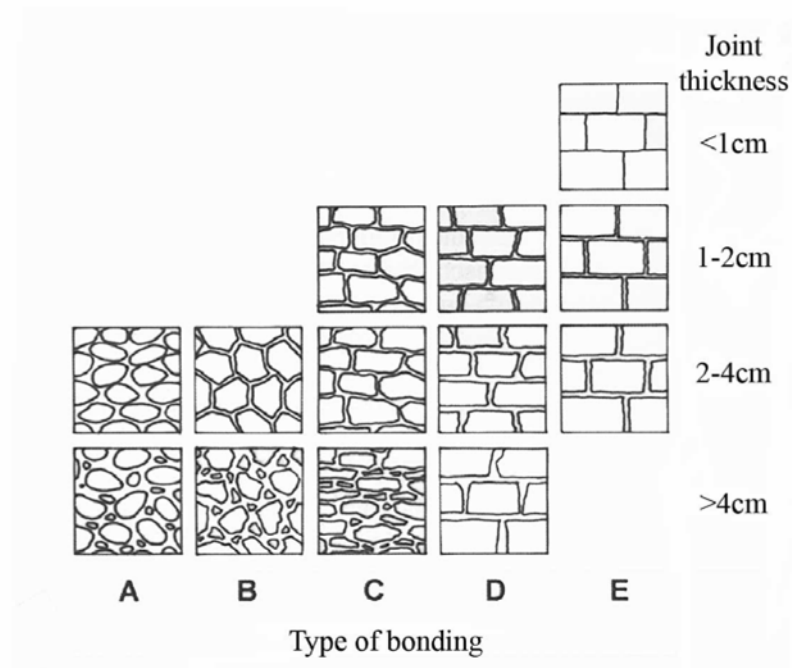 Joint
thickness
<1cm
1-2cm
2-4cm
>4cm
A B C D E
Type of bonding